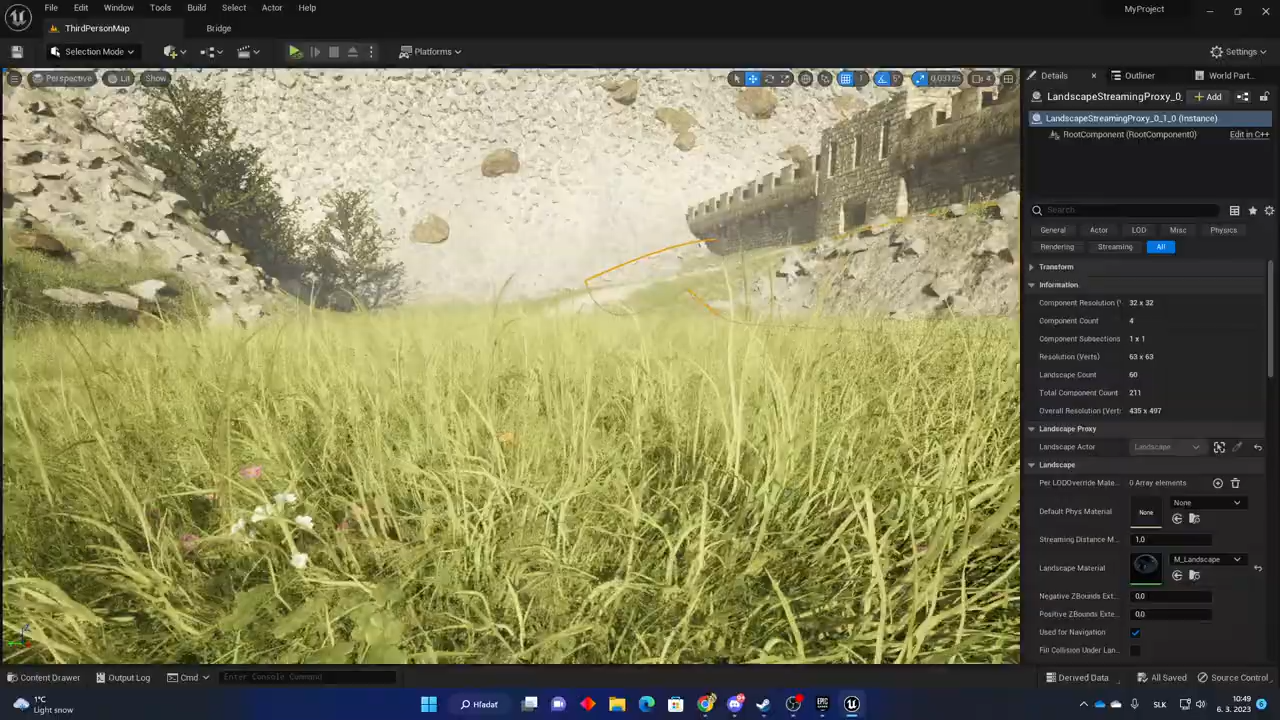 File Edit Window Tools Build Select Actor Help
MyProject
ThirdPersonMap
Bridge
Selection Mode
Platforms
Settings
Perspective Lit Show
1 5° 0,03125 4
Details Outliner World Part...
LandscapeStreamingProxy_0_
Add
LandscapeStreamingProxy_0_1_0 (Instance)
RootComponent (RootComponent0) Edit in C++
Search
General Actor LOD Misc Physics
Rendering Streaming All
Transform
Information
Component Resolution (\ 32 x 32
Component Count 4
Component Subsections 1 x 1
Resolution (Verts) 63 x 63
Landscape Count 60
Total Component Count 211
Overall Resolution (Vert: 435 x 497
Landscape Proxy
Landscape Actor Landscape
Landscape
Per LODOverride Mate... 0 Array elements
None
Default Phys Material None
Streaming Distance M... 1,0
M_Landscape
Landscape Material
Negative ZBounds Ext... 0,0
Positive ZBounds Exte... 0,0
Used for Navigation
Fill Collision Under Lan...
Content Drawer Output Log Cmd Enter Console Command
Derived Data All Saved Source Control
1°C
Light snow
Hľadať
SLK
10:49
6. 3. 2023